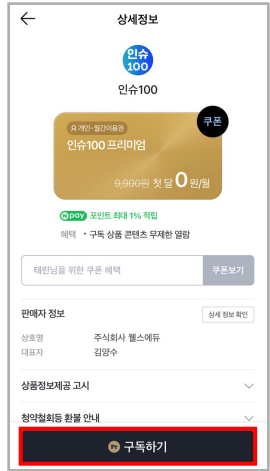 상세정보
인슈
100
인슈100
쿠폰
개인·월간이용권
인슈100 프리미엄
9,900원 첫 달 0 원/월
N pay 포인트 최대 1% 적립
혜택 • 구독 상품 콘텐츠 무제한 열람
태린님을 위한 쿠폰 혜택
쿠폰보기
판매자 정보
상세 정보 확인
상호명 주식회사 웰스에듀
대표자 김양수
상품정보제공 고시
청약철회등 환불 안내
Pr 구독하기